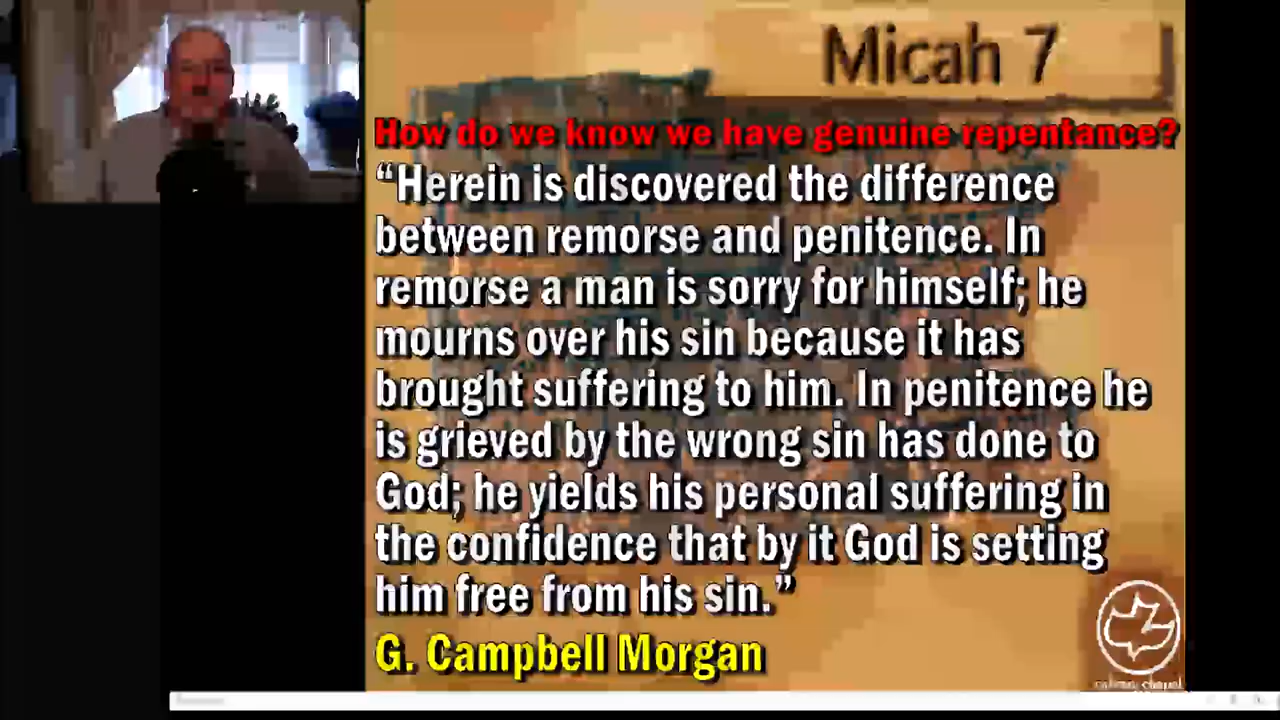 Micah 7
How do we know we have genuine repentance?
“Herein is discovered the difference
between remorse and penitence. In
remorse a man is sorry for himself; he
mourns over his sin because it has
brought suffering to him. In penitence he
is grieved by the wrong sin has done to
God; he yields his personal suffering in
the confidence that by it God is setting
him free from his sin.”
G. Campbell Morgan
calvary chapel